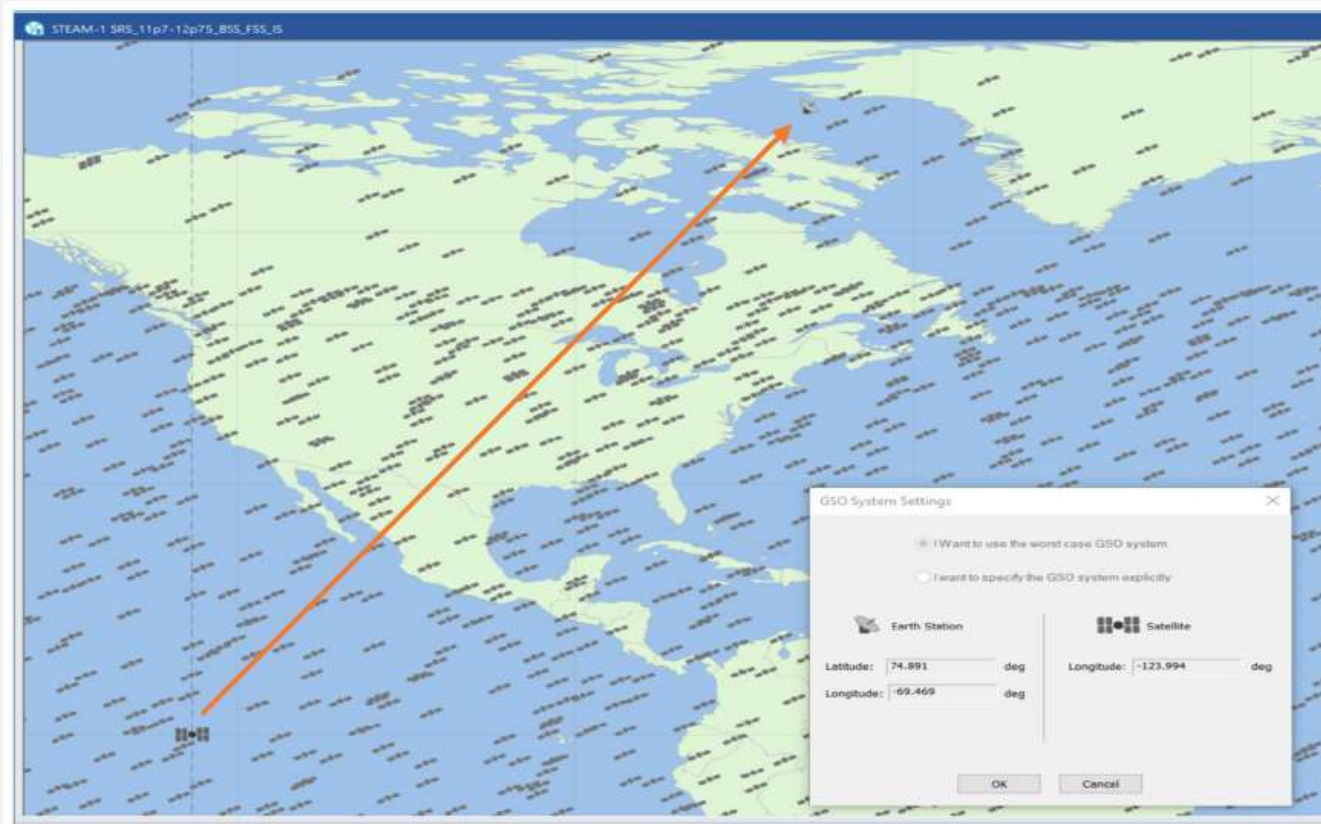 STEAM-1 SRS_11p7-12p75_BSS_FSS_IS
GSO System Settings
I Want to use the worst case GSO system
I want to specify the GSO system explicitly
Earth Station
Satellite
Latitude: 74.891 deg
Longitude: -123.994 deg
Longitude: -69.469 deg
OK
Cancel